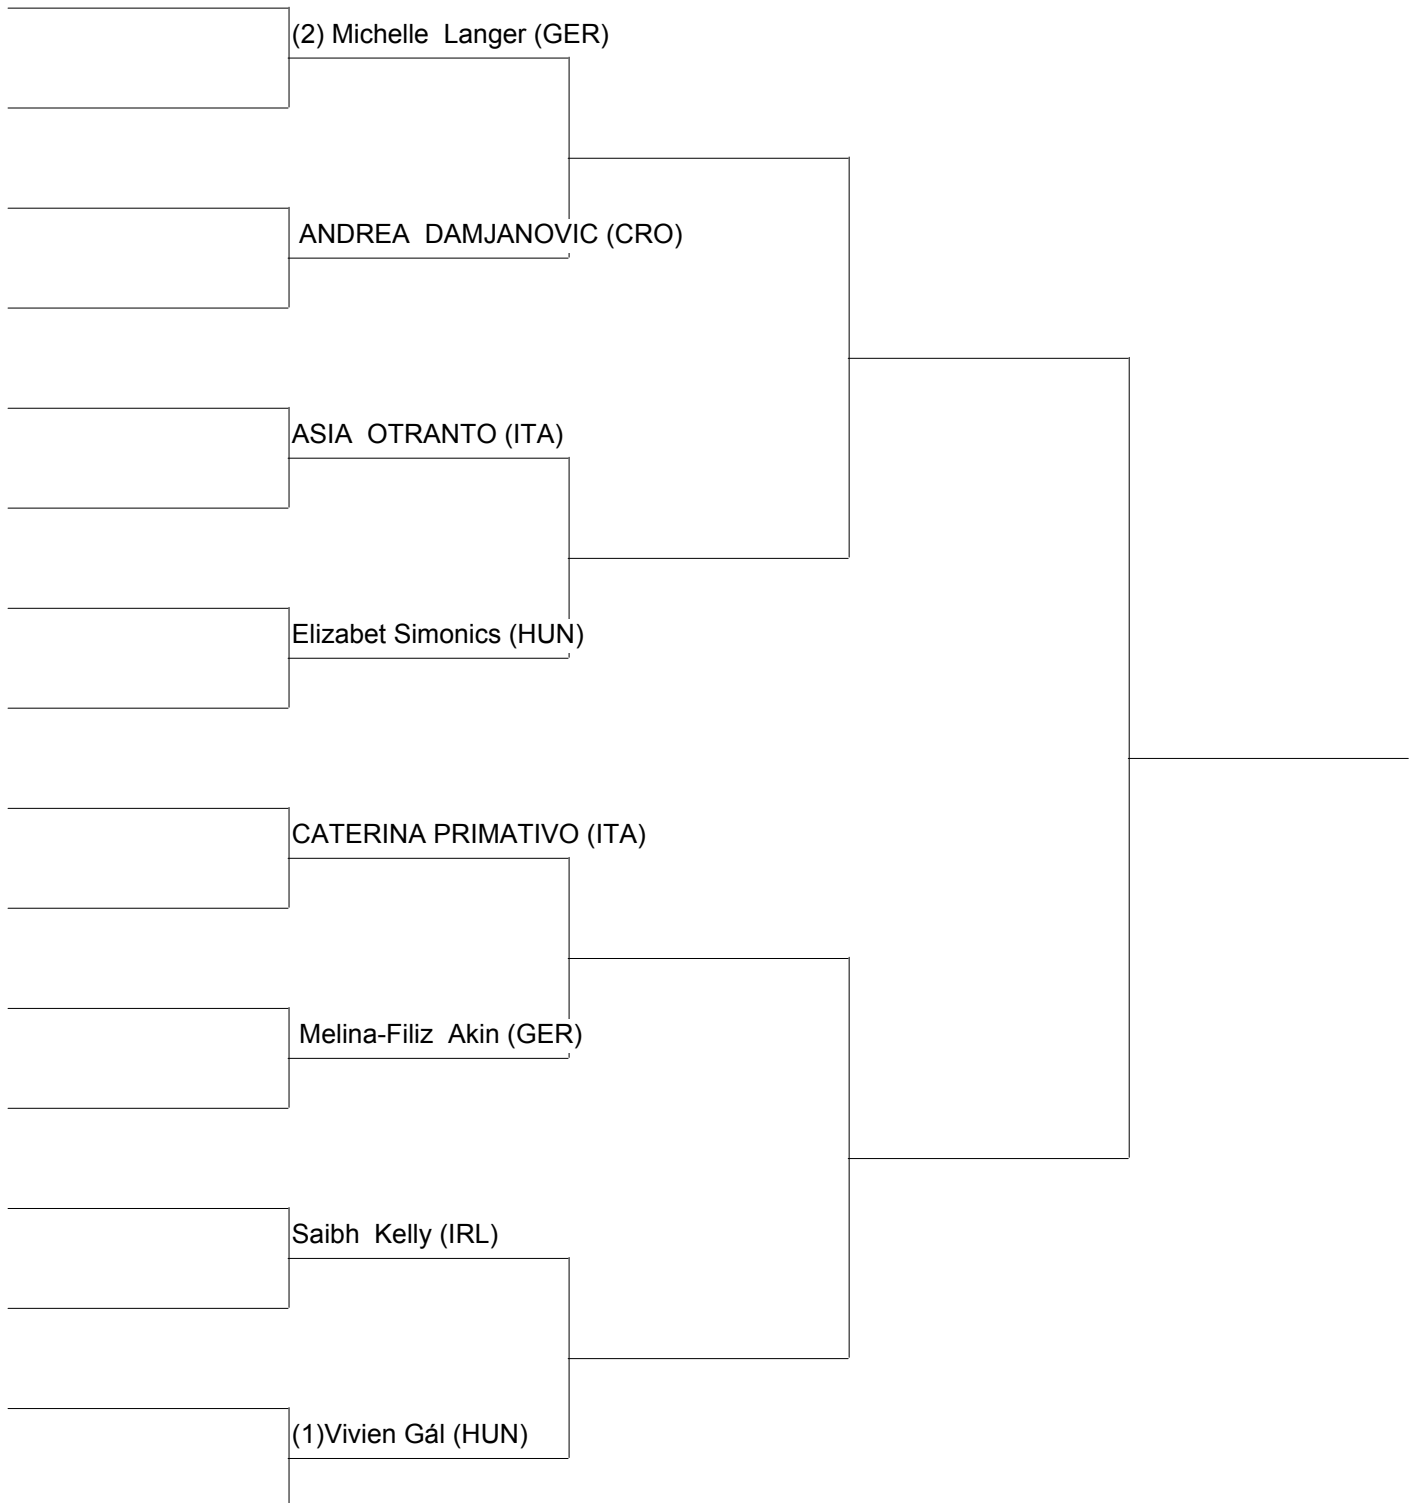 (2) Michelle Langer (GER)
ANDREA DAMJANOVIC (CRO)
ASIA OTRANTO (ITA)
Elizabet Simonics (HUN)
CATERINA PRIMATIVO (ITA)
Melina-Filiz Akin (GER)
Saibh Kelly (IRL)
(1)Vivien Gál (HUN)